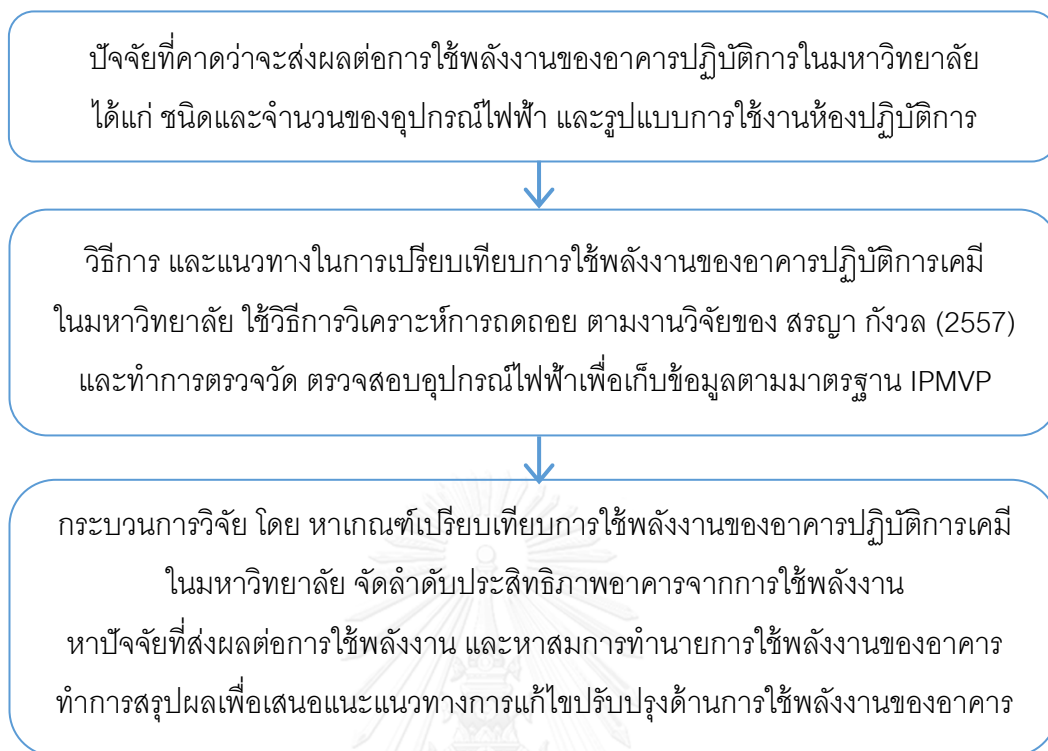 ปัจจัยที่คาดว่าจะส่งผลต่อการใช้พลังงานของอาคารปฏิบัติการในมหาวิทยาลัย
ได้แก่ ชนิดและจำนวนของอุปกรณ์ไฟฟ้า และรูปแบบการใช้งานห้องปฏิบัติการ
วิธีการ และแนวทางในการเปรียบเทียบการใช้พลังงานของอาคารปฏิบัติการเคมี
ในมหาวิทยาลัย ใช้วิธีการวิเคราะห์การถดถอย ตามงานวิจัยของ สรญา กังวล (2557)
และทำการตรวจวัด ตรวจสอบอุปกรณ์ไฟฟ้าเพื่อเก็บข้อมูลตามมาตรฐาน IPMVP
กระบวนการวิจัย โดย หาเกณฑ์เปรียบเทียบการใช้พลังงานของอาคารปฏิบัติการเคมี
ในมหาวิทยาลัย จัดลำดับประสิทธิภาพอาคารจากการใช้พลังงาน
หาปัจจัยที่ส่งผลต่อการใช้พลังงาน และหาสมการทำนายการใช้พลังงานของอาคาร
ทำการสรุปผลเพื่อเสนอแนะแนวทางการแก้ไขปรับปรุงด้านการใช้พลังงานของอาคาร